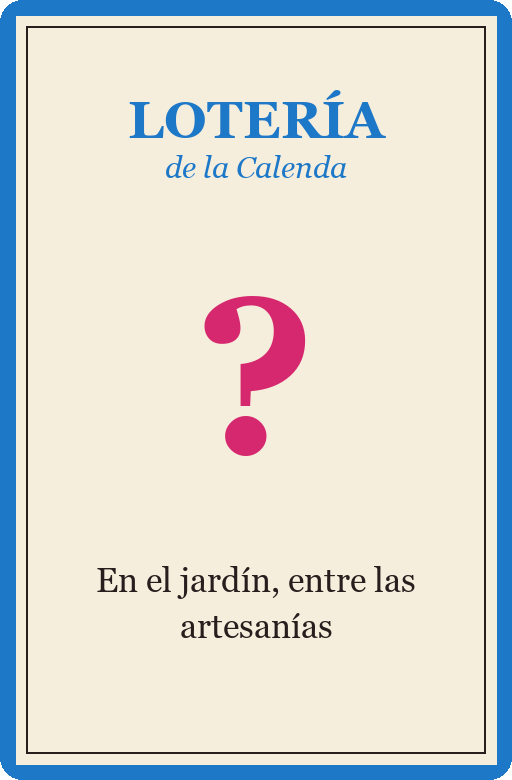 LOTERÍA
de la Calenda
?
En el jardín, entre las
artesanías